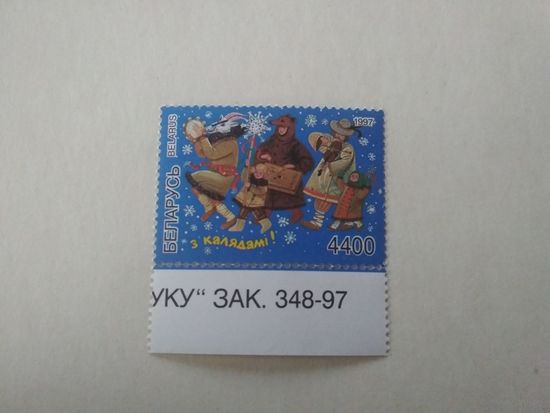 БЕЛАРУСЬ
BELARUS
1997
з калядамі!
4400
УКУ“ ЗАК. 348-97